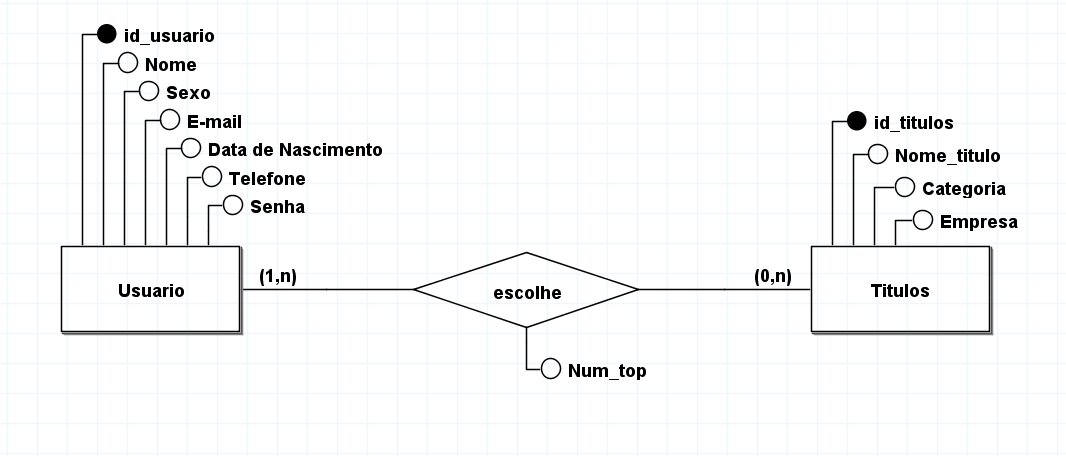 id_usuario
Nome
Sexo
E-mail
Data de Nascimento
Telefone
Senha
id_titulos
Nome_titulo
Categoria
Empresa
Usuario
(1,n)
escolhe
(0,n)
Titulos
Num_top